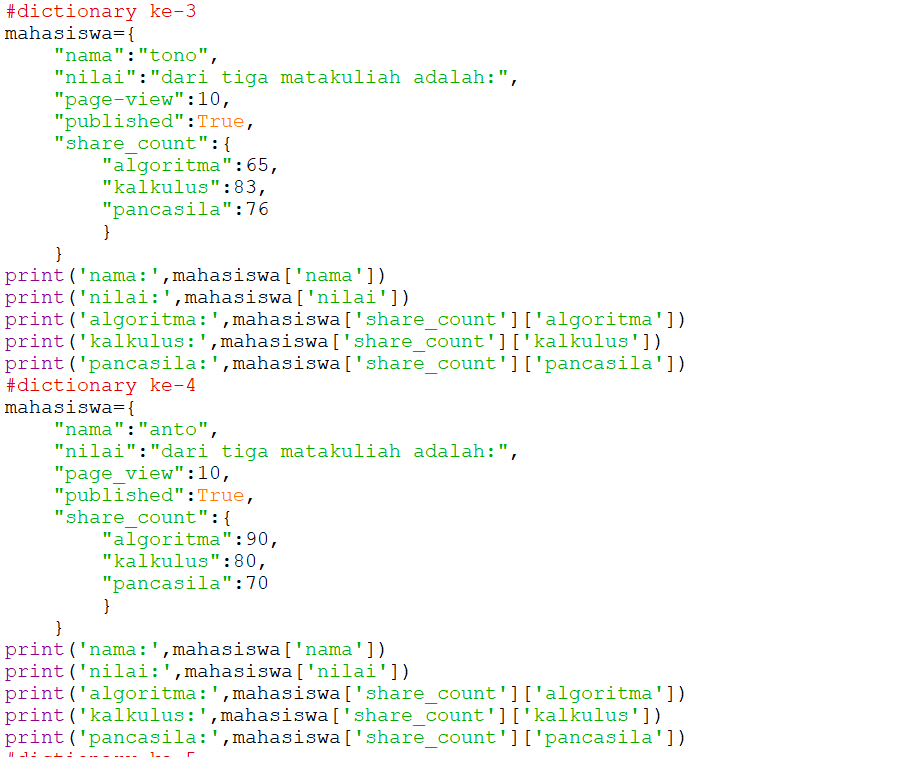 #dictionary ke-3
mahasiswa={
    "nama":"tono",
    "nilai":"dari tiga matakuliah adalah:",
    "page-view":10,
    "published":True,
    "share_count":{
        "algoritma":65,
        "kalkulus":83,
        "pancasila":76
        }
    }
print('nama:',mahasiswa['nama'])
print('nilai:',mahasiswa['nilai'])
print('algoritma:',mahasiswa['share_count']['algoritma'])
print('kalkulus:',mahasiswa['share_count']['kalkulus'])
print('pancasila:',mahasiswa['share_count']['pancasila'])
#dictionary ke-4
mahasiswa={
    "nama":"anto",
    "nilai":"dari tiga matakuliah adalah:",
    "page_view":10,
    "published":True,
    "share_count":{
        "algoritma":90,
        "kalkulus":80,
        "pancasila":70
        }
    }
print('nama:',mahasiswa['nama'])
print('nilai:',mahasiswa['nilai'])
print('algoritma:',mahasiswa['share_count']['algoritma'])
print('kalkulus:',mahasiswa['share_count']['kalkulus'])
print('pancasila:',mahasiswa['share_count']['pancasila'])
#dictionary ke-5